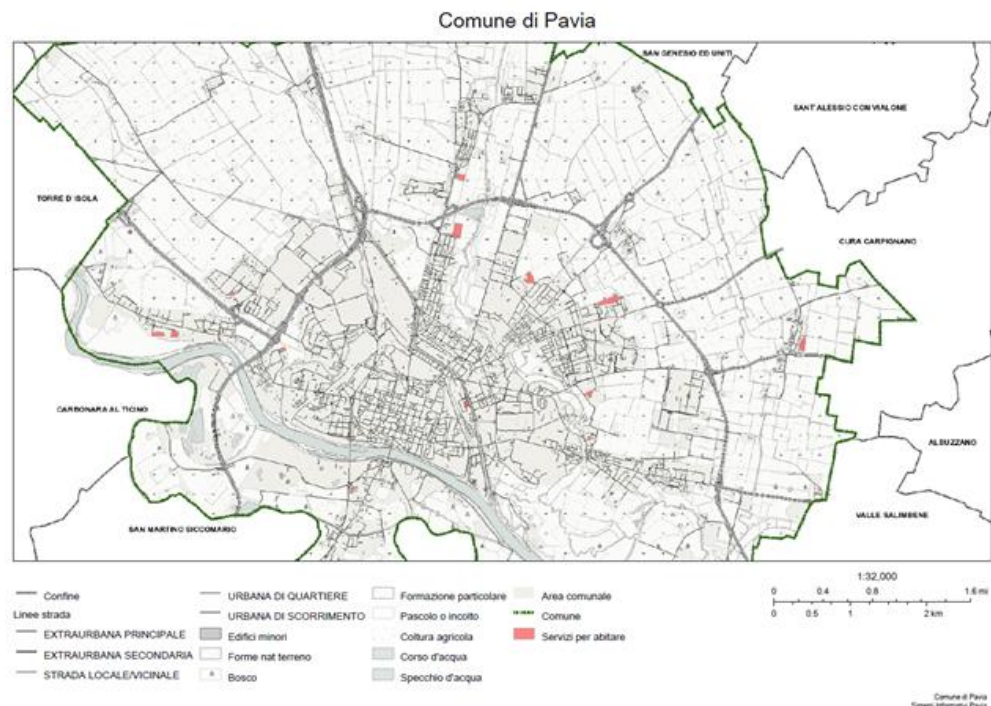 Comune di Pavia
SAN GENESIO ED UNITI
SANT'ALESSIO CON VIALONE
TORRE D'ISOLA
CURA CARPIGNANO
CARBONARA AL TICINO
ALBUZZANO
VALLE SALIMBENE
SAN MARTINO SICCOMARIO
Confine
Linee strada
EXTRAURBANA PRINCIPALE
EXTRAURBANA SECONDARIA
STRADA LOCALE/VICINALE
URBANA DI QUARTIERE
URBANA DI SCORRIMENTO
Edifici minori
Forme nat terreno
Bosco
Formazione particolare
Pascolo o incolto
Coltura agricola
Corso d'acqua
Specchio d'acqua
Area comunale
Comune
Servizi per abitare
1:32,000
0 0.4 0.8 1.6 mi
0 0.5 1 2 km
Comune di Pavia